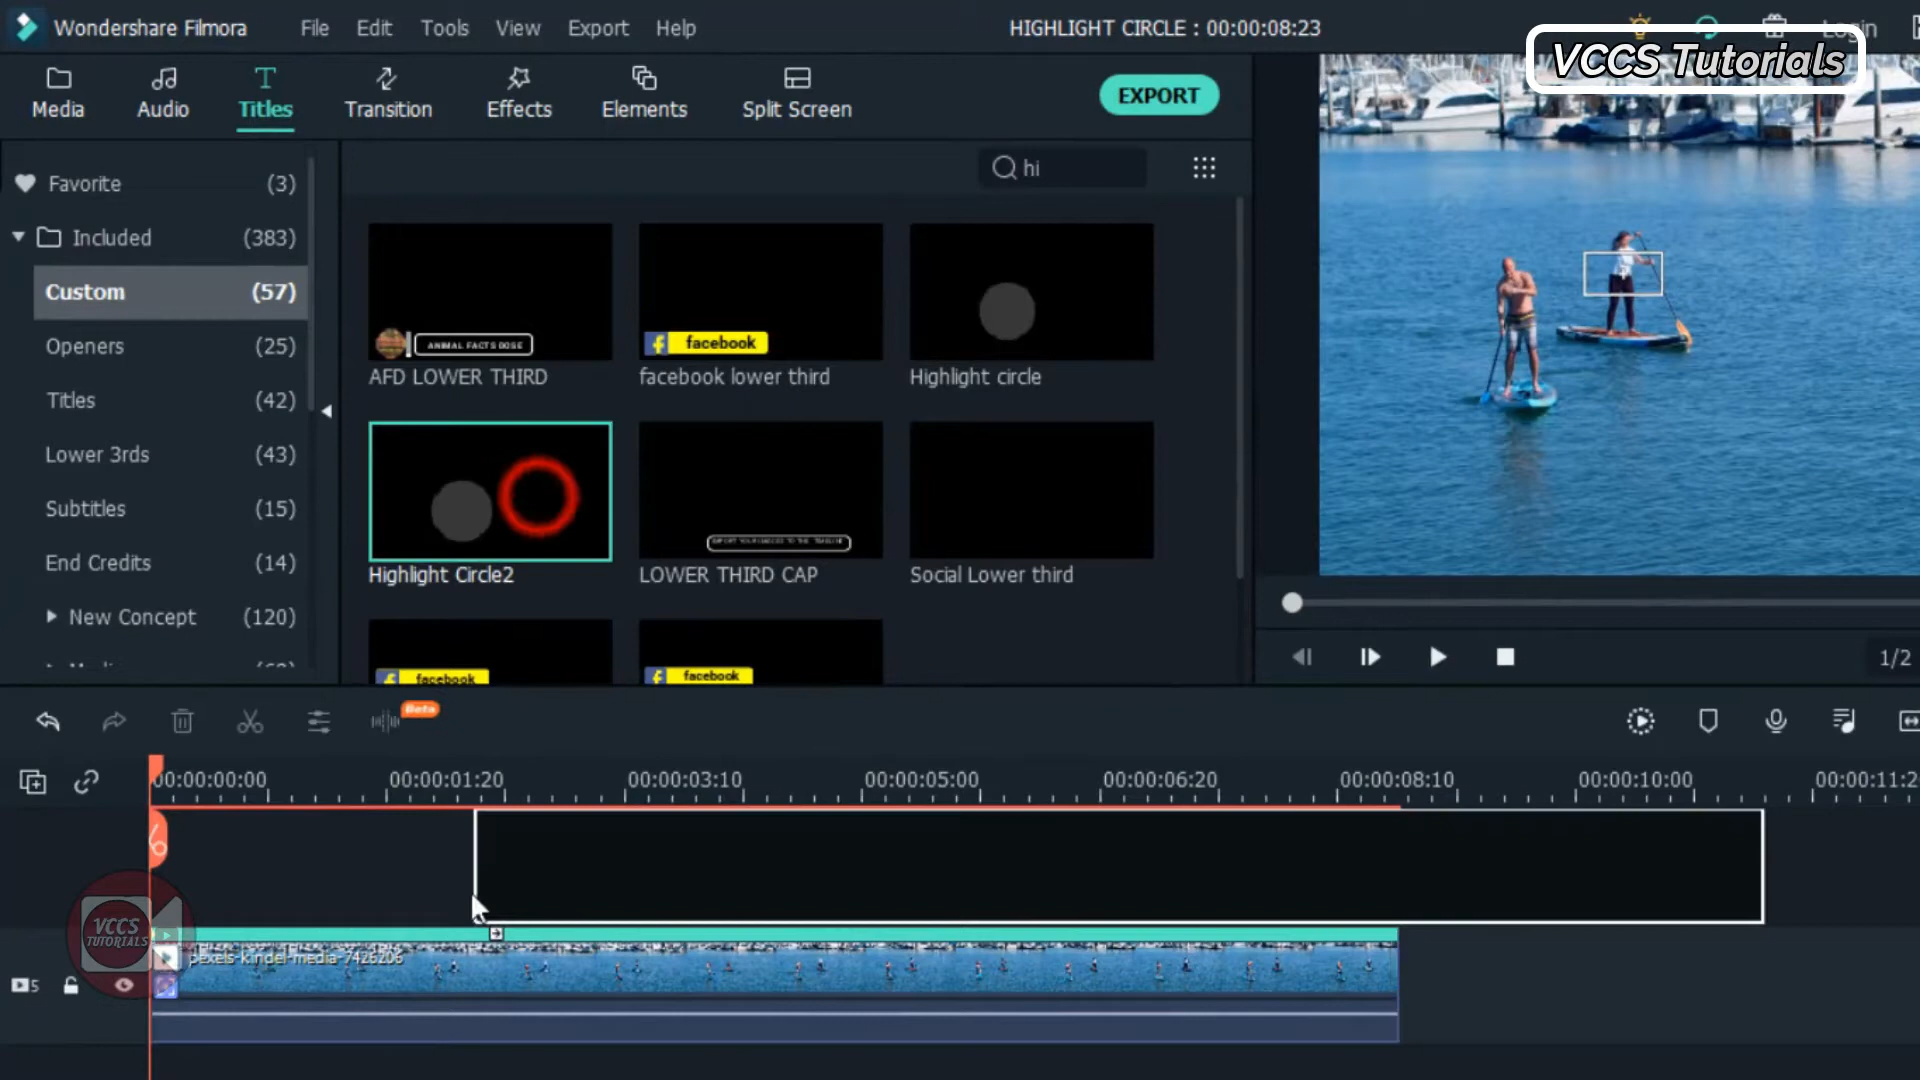 Wondershare Filmora File Edit Tools View Export Help HIGHLIGHT CIRCLE : 00:00:08:23 Login
VCCS Tutorials
Media Audio Titles Transition Effects Elements Split Screen EXPORT
hi
Favorite (3)
Included (383)
Custom (57)
Openers (25)
Titles (42)
Lower 3rds (43)
Subtitles (15)
End Credits (14)
New Concept (120)
ANIMAL FACTS DOSE
f facebook
AFD LOWER THIRD facebook lower third Highlight circle
Highlight Circle2 LOWER THIRD CAP Social Lower third
f facebook
f facebook
1/2
Beta
00:00:00:00 00:00:01:20 00:00:03:10 00:00:05:00 00:00:06:20 00:00:08:10 00:00:10:00 00:00:11:2
VCCS
TUTORIALS
pexels-kindel-media-7426206
5